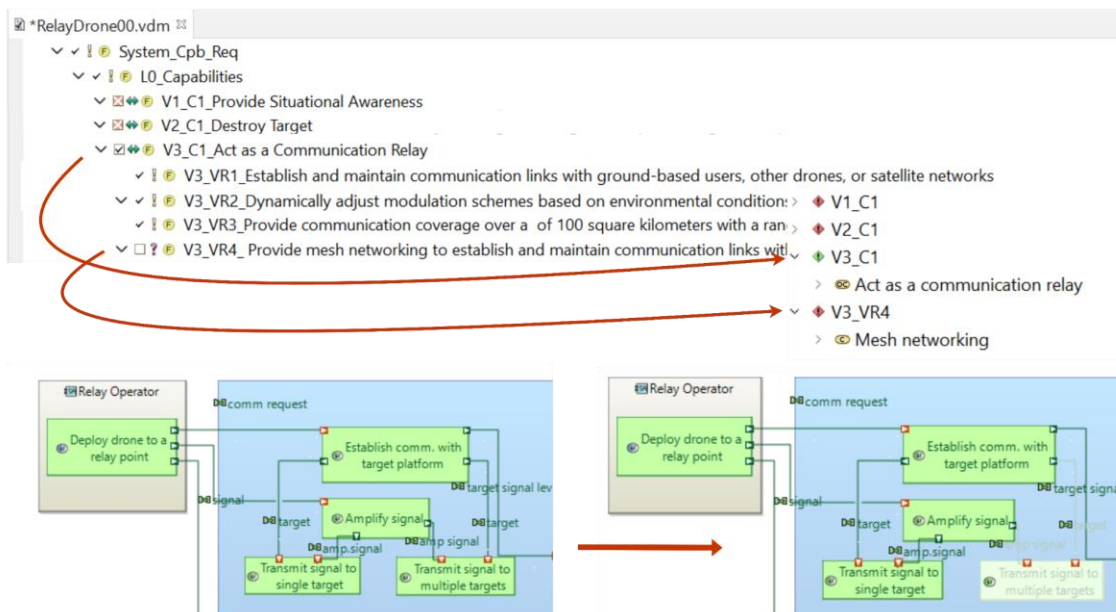 *RelayDrone00.vdm
System_Cpb_Req
L0_Capabilities
V1_C1_Provide Situational Awareness
V2_C1_Destroy Target
V3_C1_Act as a Communication Relay
V3_VR1_Establish and maintain communication links with ground-based users, other drones, or satellite networks
V3_VR2_Dynamically adjust modulation schemes based on environmental conditions
V3_VR3_Provide communication coverage over a of 100 square kilometers with a ran
V3_VR4_ Provide mesh networking to establish and maintain communication links wit
V1_C1
V2_C1
V3_C1
Act as a communication relay
V3_VR4
Mesh networking
Relay Operator
comm request
Deploy drone to a
relay point
Establish comm. with
target platform
target signal lev
signal
target
Amplify signal
target
amp.signal
amp signal
Transmit signal to
single target
Transmit signal to
multiple targets
Relay Operator
comm request
Deploy drone to a
relay point
Establish comm. with
target platform
target signa
signal
target
Amplify signal
target
amp.signal
amp signal
Transmit signal to
single target
Transmit signal to
multiple targets